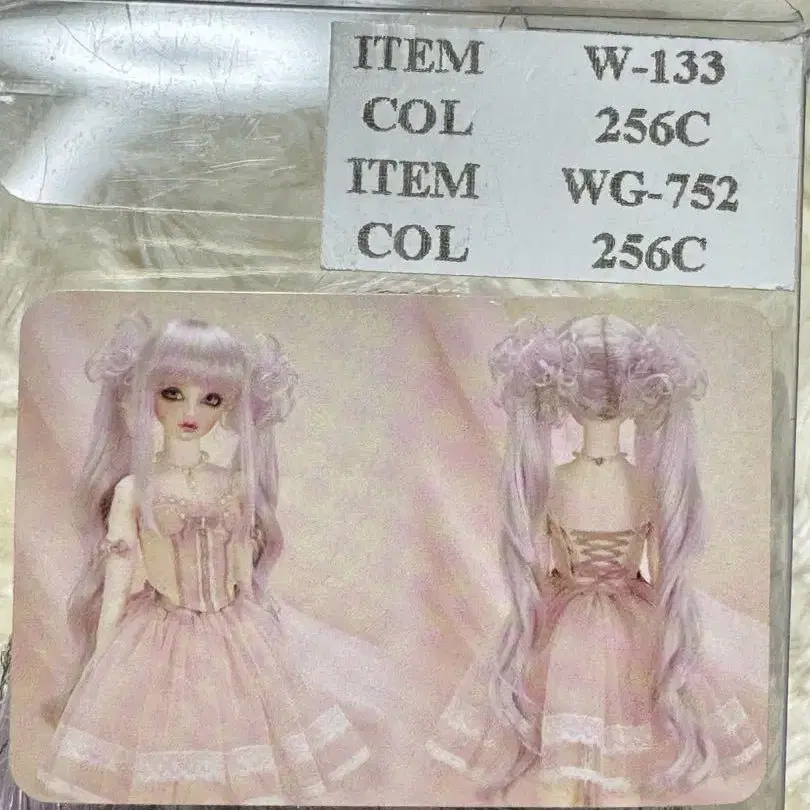 ITEM W-133
COL 256C
ITEM WG-752
COL 256C